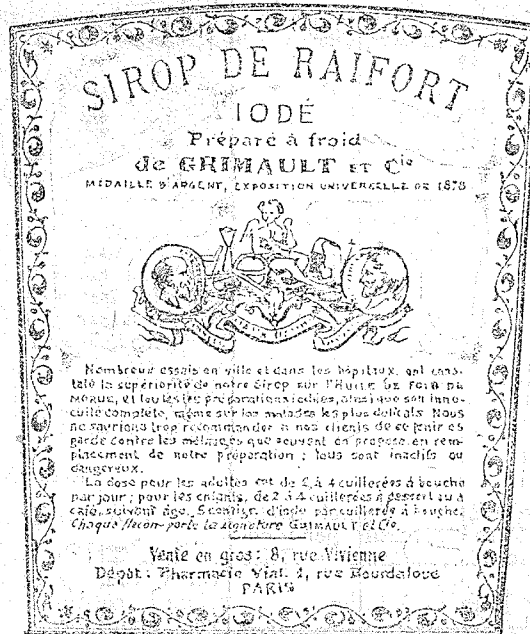 SIROP DE RAIFORT
IODÉ
Préparé à froid
de GRIMAULT ET Cie
MEDAILLE D'ARGENT, EXPOSITION UNIVERSELLE DE 1878
Nombreux essais en ville et dans les hôpitaux, ont cons-
taté la supériorité de notre Sirop sur l'HUILE DE FOIE DE
MORUE, et toutes les préparations iodées, ainsi que son inno-
cuité complète, même sur les malades les plus délicats. Nous
ne saurions trop recommander à nos clients de se tenir en
garde contre les mélanges que souvent on propose en rem-
placement de notre préparation ; tous sont inactifs ou
dangereux.
La dose pour les adultes est de 2 à 4 cuillerées à bouche
par jour ; pour les enfants, de 2 à 4 cuillerées à dessert ou à
café, suivant âge. 5 centigr. d'iode par cuillerées à bouche.
Chaque flacon porte la signature GRIMAULT et Cie.
Vente en gros : 8, rue Vivienne
Dépôt : Pharmacie Vial, 1, rue Bourdaloue
PARIS